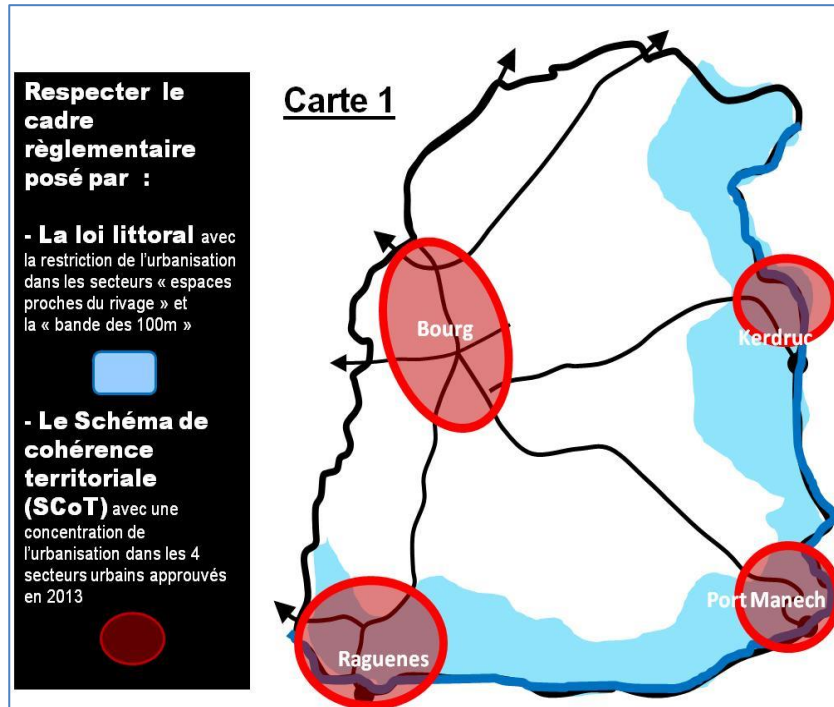 Respecter le
cadre
règlementaire
posé par :
- La loi littoral avec
la restriction de l'urbanisation
dans les secteurs « espaces
proches du rivage » et
la « bande des 100m »
- Le Schéma de
cohérence
territoriale
(SCoT) avec une
concentration de
l'urbanisation dans les 4
secteurs urbains approuvés
en 2013
Carte 1
Bourg
Kerdruc
Port Manech
Raguenes